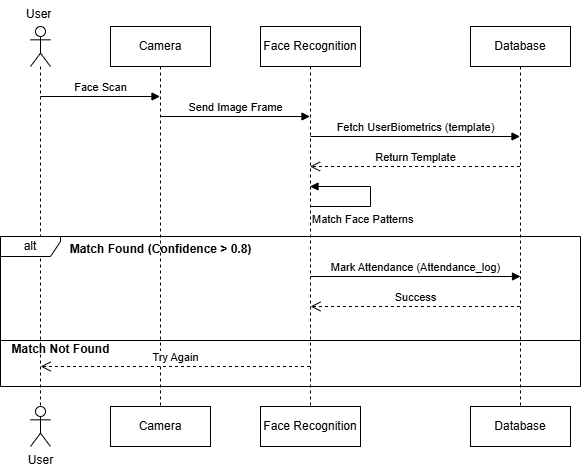 User
Camera
Face Recognition
Database
Face Scan
Send Image Frame
Fetch UserBiometrics (template)
Return Template
Match Face Patterns
alt
Match Found (Confidence > 0.8)
Mark Attendance (Attendance_log)
Success
Match Not Found
Try Again
Camera
Face Recognition
Database
User